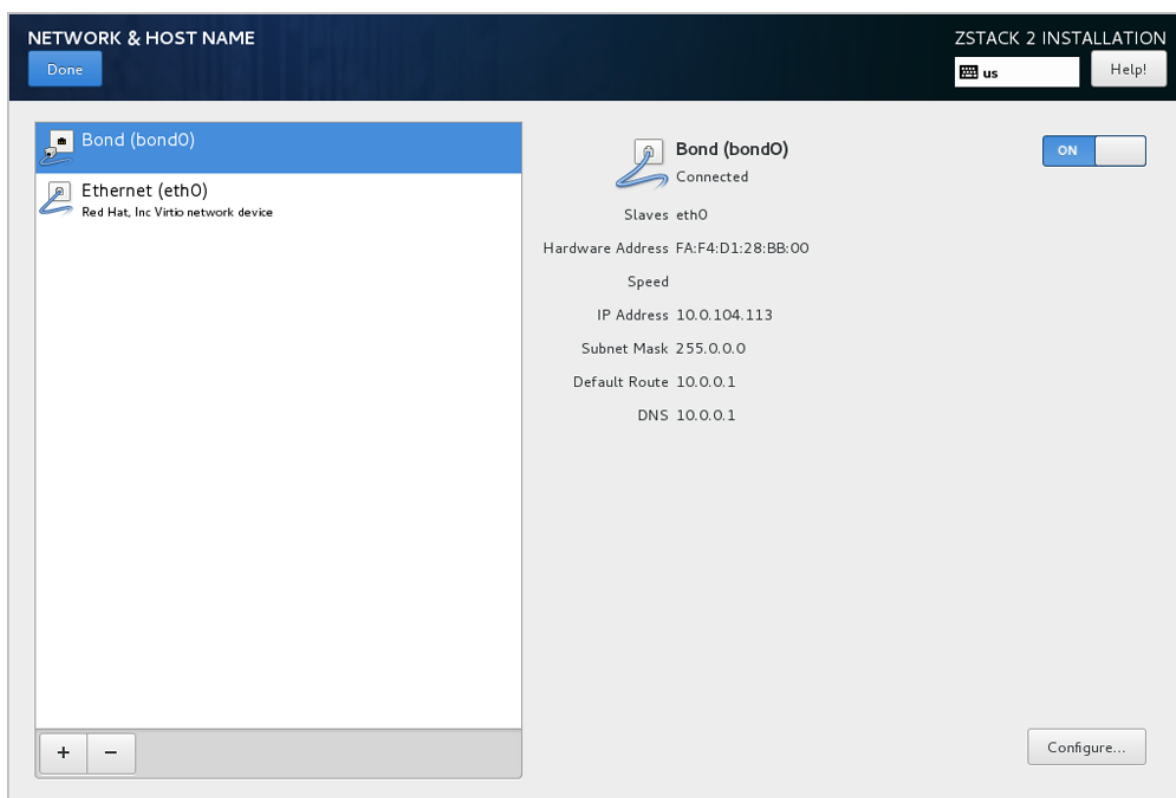 NETWORK & HOST NAME
Done
ZSTACK 2 INSTALLATION
us
Help!
Bond (bond0)
Ethernet (eth0)
Red Hat, Inc Virtio network device
+ −
Bond (bond0)
Connected
ON
Slaves eth0
Hardware Address FA:F4:D1:28:BB:00
Speed
IP Address 10.0.104.113
Subnet Mask 255.0.0.0
Default Route 10.0.0.1
DNS 10.0.0.1
Configure...